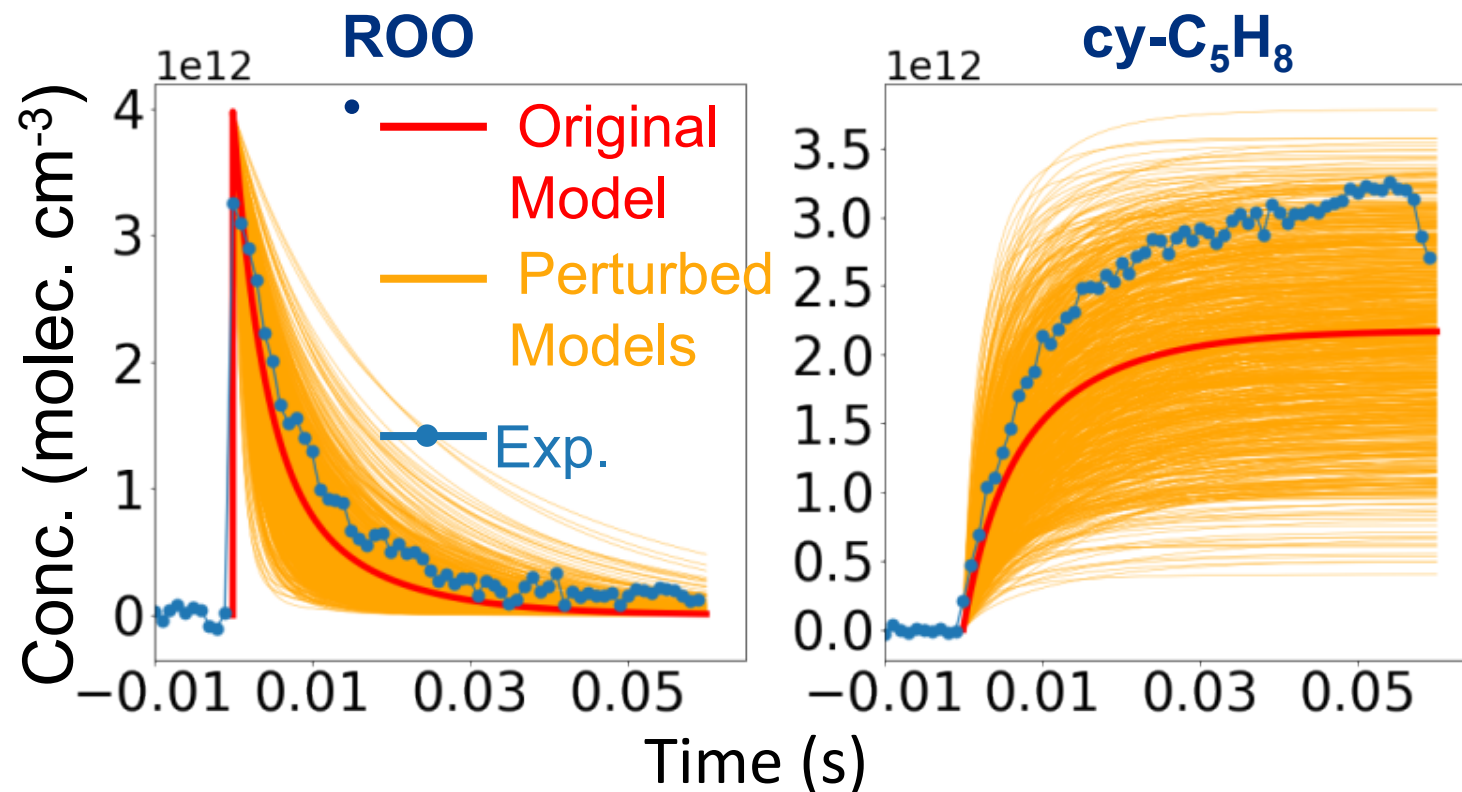 ROO
cy-C₅H₈
1e12
1e12
Conc. (molec. cm⁻³)
4
3
2
1
0
Original
Model
Perturbed
Models
Exp.
3.5
3.0
2.5
2.0
1.5
1.0
0.5
0.0
−0.01 0.01 0.03 0.05
−0.01 0.01 0.03 0.05
Time (s)